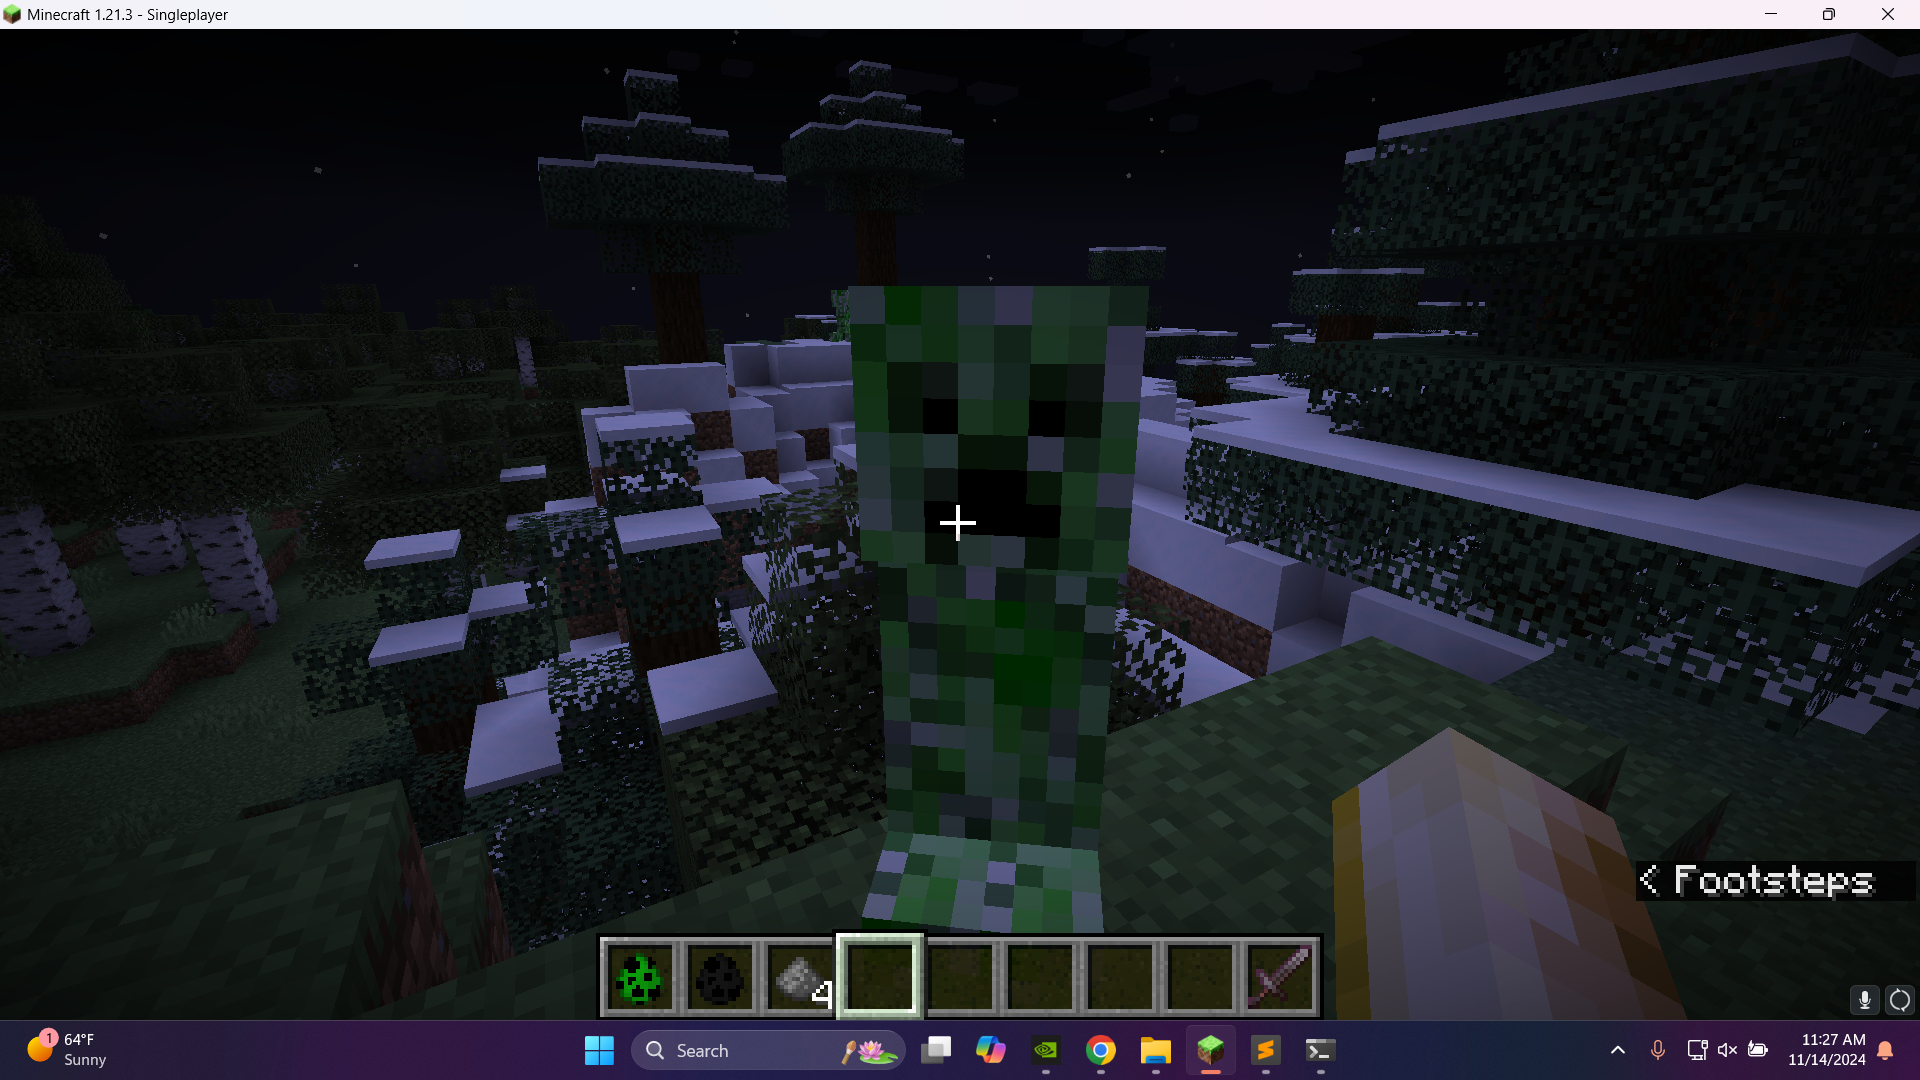 Minecraft 1.21.3 - Singleplayer
< Footsteps
4
1
64°F
Sunny
Search
11:27 AM
11/14/2024